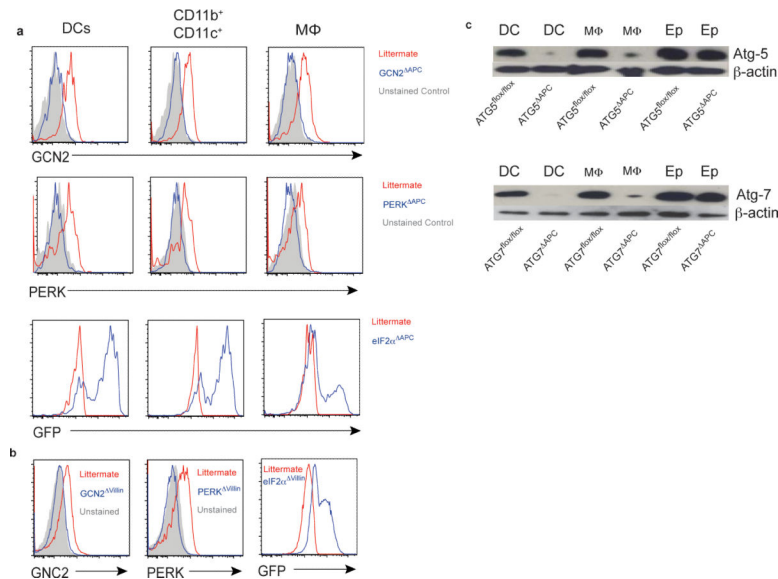 a
DCs
CD11b+
CD11c+
MΦ
Littermate
GCN2ΔAPC
Unstained Control
GCN2
Littermate
PERKΔAPC
Unstained Control
PERK
Littermate
eIF2αΔAPC
GFP
b
Littermate
GCN2ΔVillin
Unstained
GNC2
Littermate
PERKΔVillin
Unstained
PERK
Littermate
eIF2αΔVillin
GFP
c
DC DC MΦ MΦ Ep Ep
Atg-5
β-actin
ATG5flox/flox ATG5ΔAPC ATG5flox/flox ATG5ΔAPC ATG5flox/flox ATG5ΔAPC
DC DC MΦ MΦ Ep Ep
Atg-7
β-actin
ATG7flox/flox ATG7ΔAPC ATG7flox/flox ATG7ΔAPC ATG7flox/flox ATG7ΔAPC